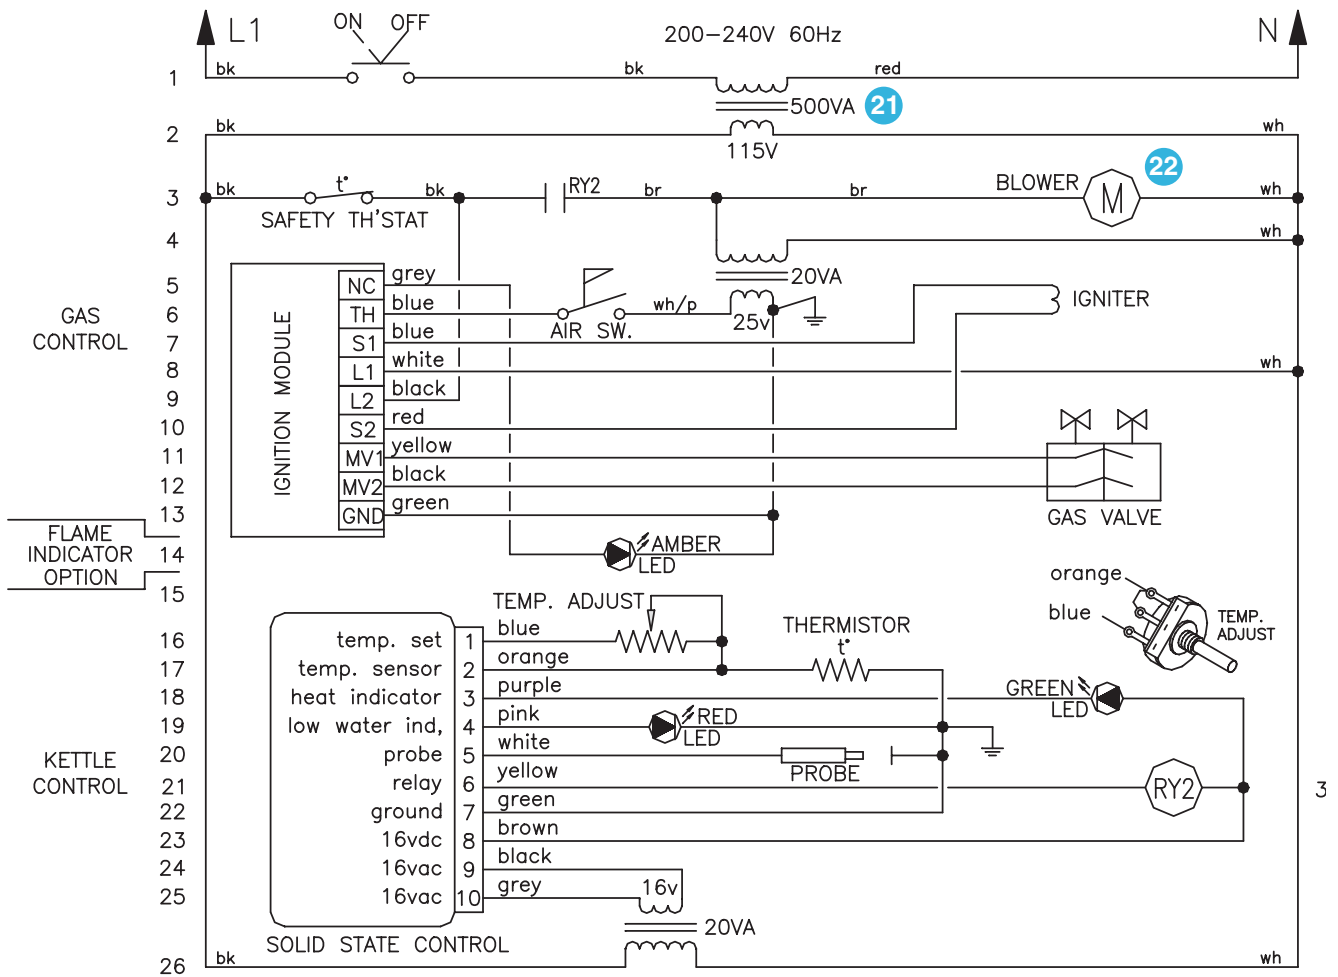 L1 ON OFF 200-240V 60Hz N
1 bk bk red
500VA 21
2 bk wh
115V
22
3 bk t° bk RY2 br br BLOWER M wh
SAFETY TH'STAT
4 wh
20VA
5 NC grey
IGNITER
GAS
CONTROL
IGNITION MODULE
6 TH blue wh/p 25v
AIR SW.
7 S1 blue
8 L1 white wh
9 L2 black
10 S2 red
11 MV1 yellow
12 MV2 black
13 GND green
GAS VALVE
FLAME
INDICATOR
OPTION
14 AMBER
LED
15
orange
blue
TEMP.
ADJUST
TEMP. ADJUST
THERMISTOR
t°
16 temp. set 1 blue
17 temp. sensor 2 orange
18 heat indicator 3 purple GREEN
LED
19 low water ind, 4 pink RED
LED
20 probe 5 white PROBE
KETTLE
CONTROL
21 relay 6 yellow RY2 3
22 ground 7 green
23 16vdc 8 brown
24 16vac 9 black
25 16vac 10 grey 16v
20VA
SOLID STATE CONTROL
26 bk wh